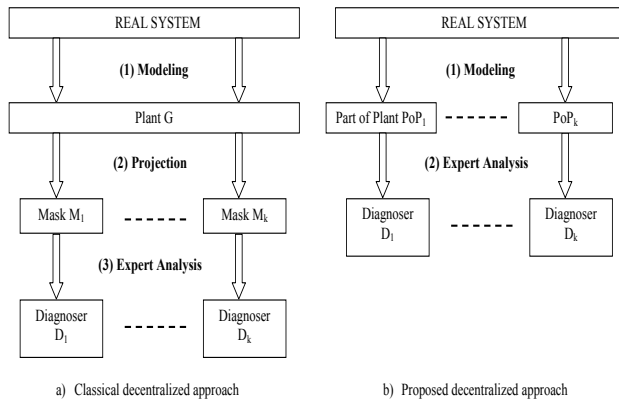 REAL SYSTEM
(1) Modeling
Plant G
(2) Projection
Mask M1
Mask Mk
(3) Expert Analysis
Diagnoser
D1
Diagnoser
Dk
a) Classical decentralized approach
REAL SYSTEM
(1) Modeling
Part of Plant PoP1
PoPk
(2) Expert Analysis
Diagnoser
D1
Diagnoser
Dk
b) Proposed decentralized approach